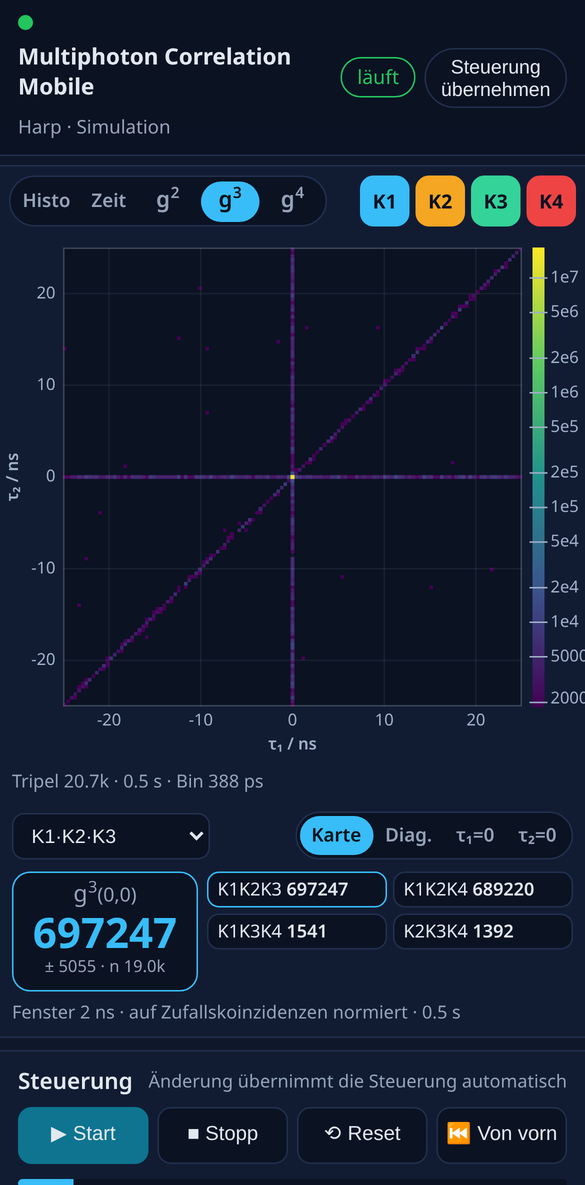 Multiphoton Correlation
Mobile
läuft
Steuerung
übernehmen
Harp · Simulation
Histo Zeit g² g³ g⁴ K1 K2 K3 K4
1e7
5e6
2e6
1e6
5e5
2e5
1e5
5e4
2e4
1e4
5000
2000
τ₂ / ns
20
10
0
-10
-20
-20 -10 0 10 20
τ₁ / ns
Tripel 20.7k · 0.5 s · Bin 388 ps
K1·K2·K3
Karte Diag. τ₁=0 τ₂=0
g³(0,0)
697247
± 5055 · n 19.0k
K1K2K3 697247 K1K2K4 689220
K1K3K4 1541 K2K3K4 1392
Fenster 2 ns · auf Zufallskoinzidenzen normiert · 0.5 s
Steuerung Änderung übernimmt die Steuerung automatisch
▶ Start ■ Stopp ⟲ Reset ⏮ Von vorn